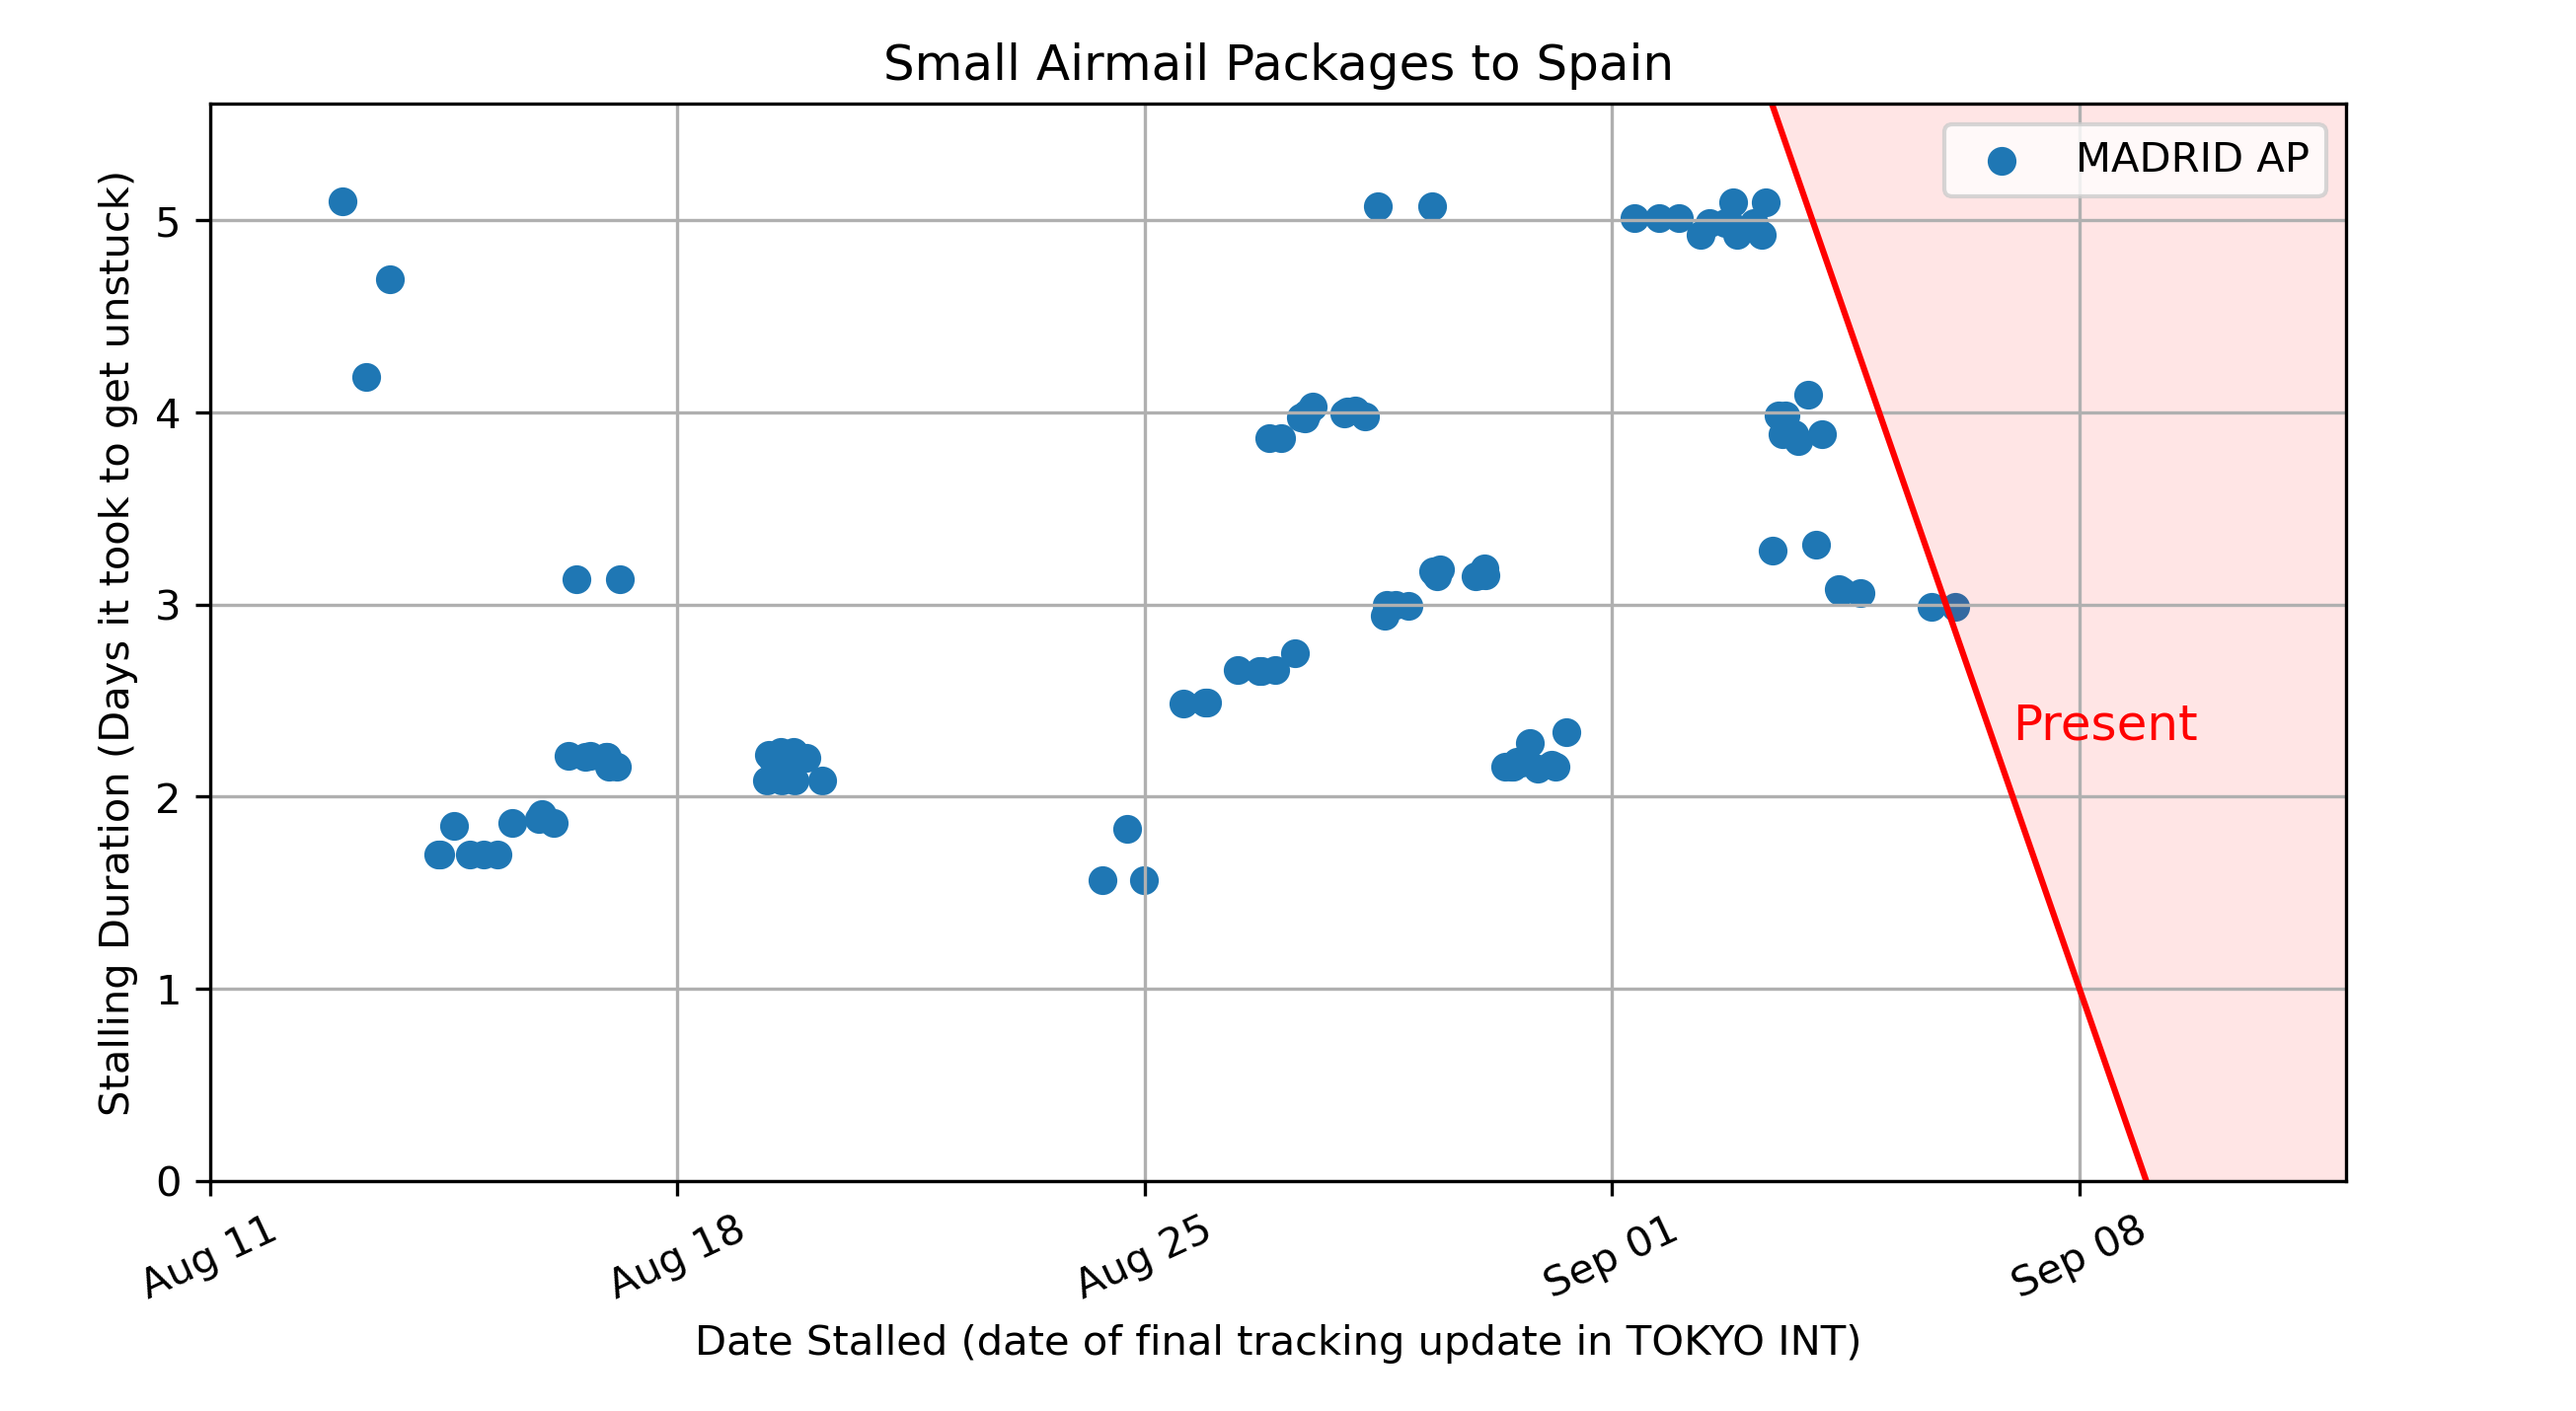 Small Airmail Packages to Spain
MADRID AP
Stalling Duration (Days it took to get unstuck)
5
4
3
2
1
0
Present
Aug 11
Aug 18
Aug 25
Sep 01
Sep 08
Date Stalled (date of final tracking update in TOKYO INT)